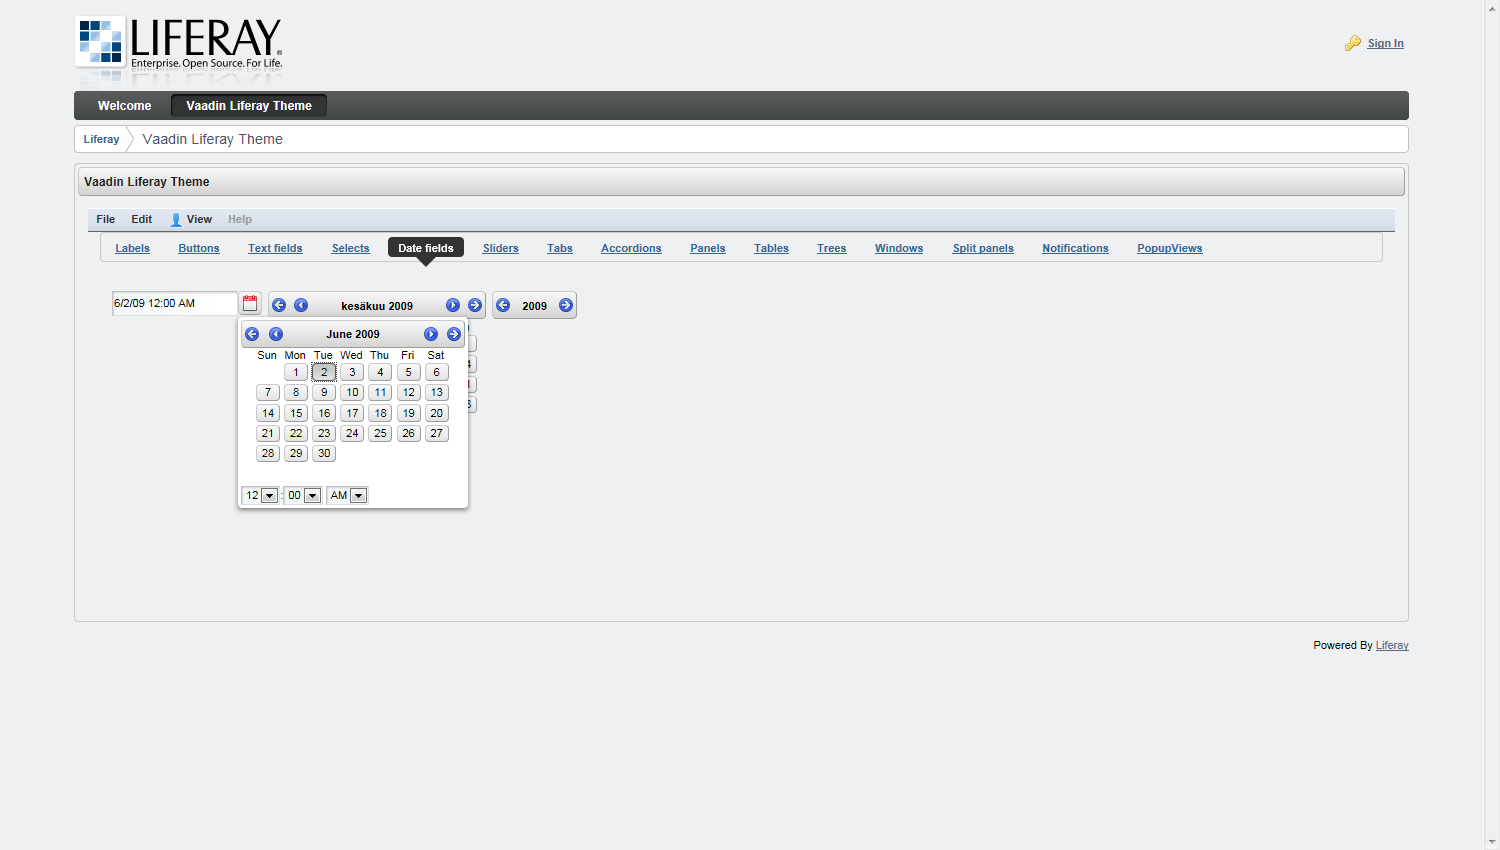 LIFERAY®
Enterprise. Open Source. For Life.
Sign In
Welcome
Vaadin Liferay Theme
Liferay
Vaadin Liferay Theme
Vaadin Liferay Theme
File Edit View Help
Labels Buttons Text fields Selects Date fields Sliders Tabs Accordions Panels Tables Trees Windows Split panels Notifications PopupViews
6/2/09 12:00 AM
kesäkuu 2009
2009
June 2009
Sun Mon Tue Wed Thu Fri Sat
1 2 3 4 5 6
7 8 9 10 11 12 13
14 15 16 17 18 19 20
21 22 23 24 25 26 27
28 29 30
12 : 00 AM
Powered By Liferay